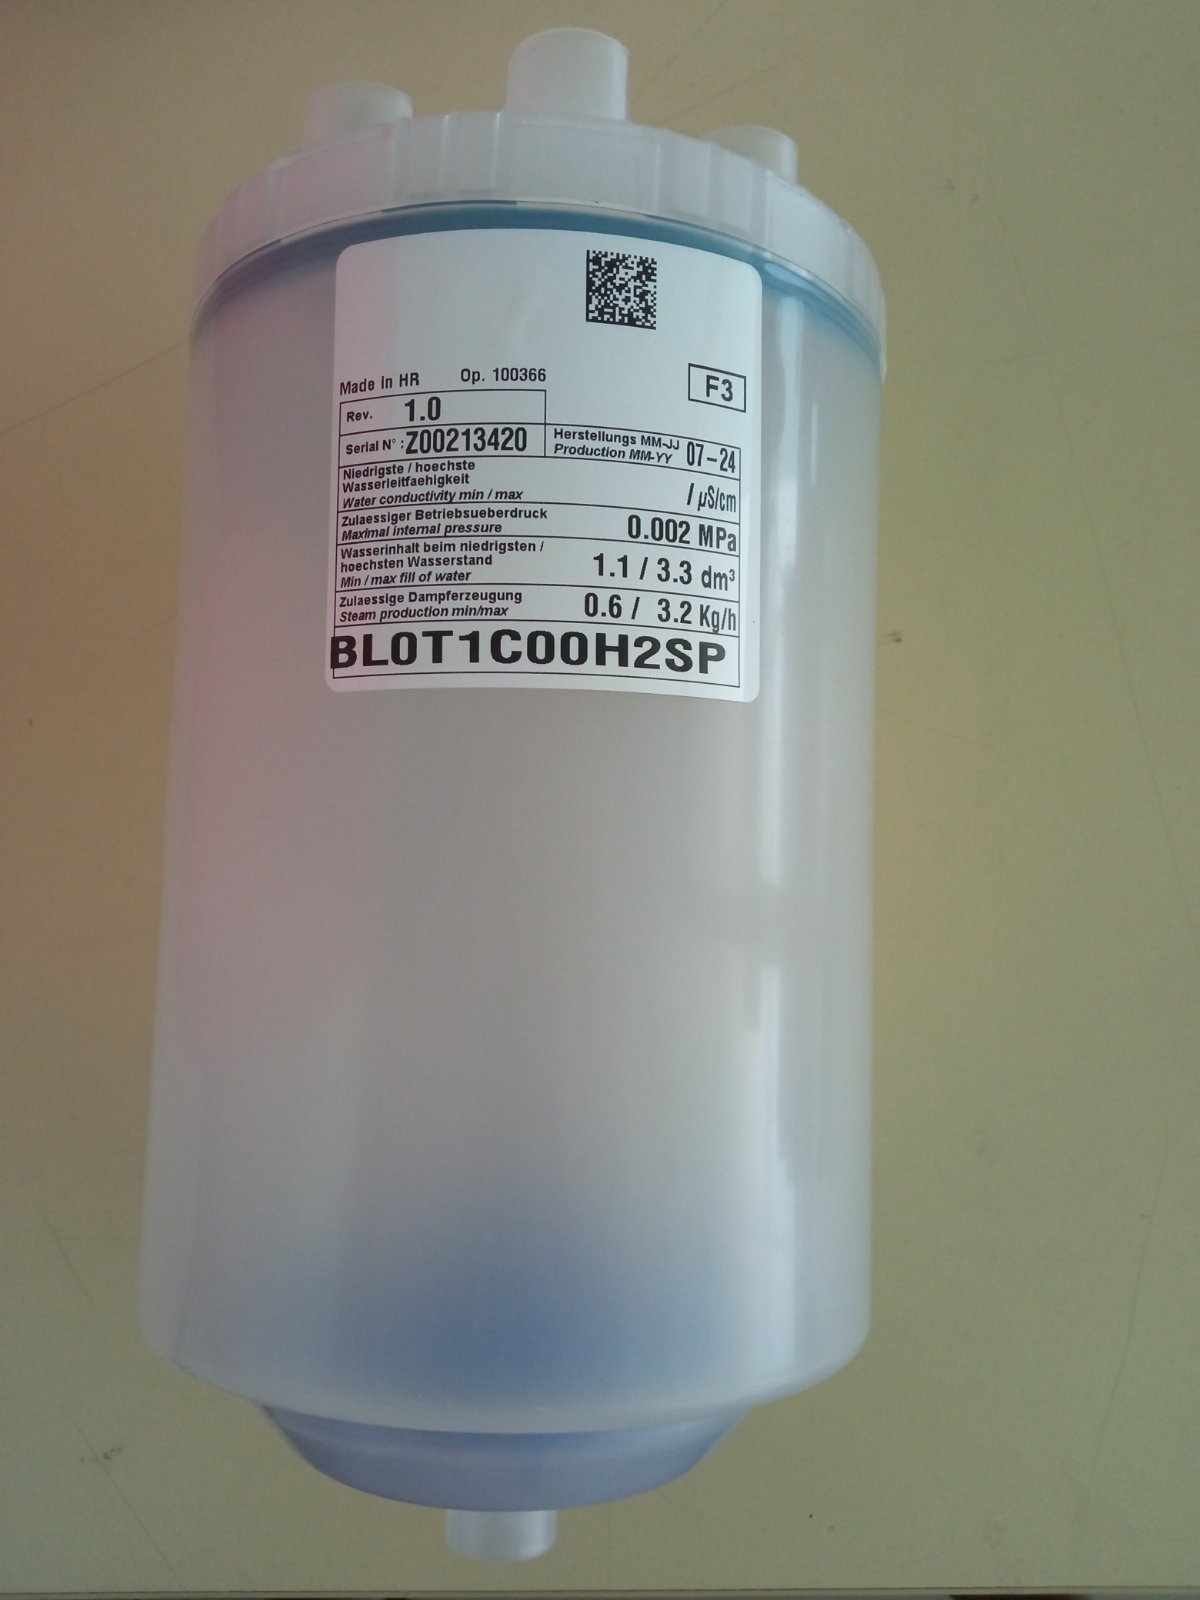 Made in HR Op. 100366
F3
Rev. 1.0
Serial N° : Z00213420
Herstellungs MM-JJ
Production MM-YY 07-24
Niedrigste / hoechste
Wasserleitfaehigkeit
Water conductivity min / max
/ µS/cm
Zulaessiger Betriebsueberdruck
Maximal internal pressure
0.002 MPa
Wasserinhalt beim niedrigsten /
hoechsten Wasserstand
Min / max fill of water
1.1 / 3.3 dm³
Zulaessige Dampferzeugung
Steam production min/max
0.6 / 3.2 Kg/h
BL0T1C00H2SP